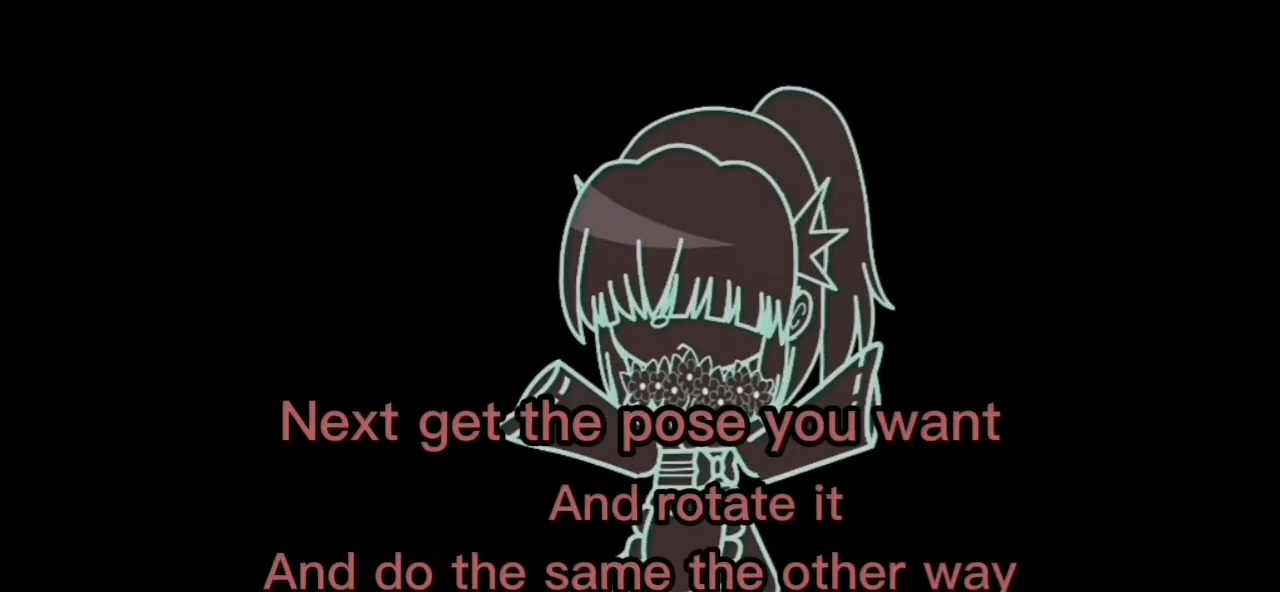 Next get the pose you want
And rotate it
And do the same the other way